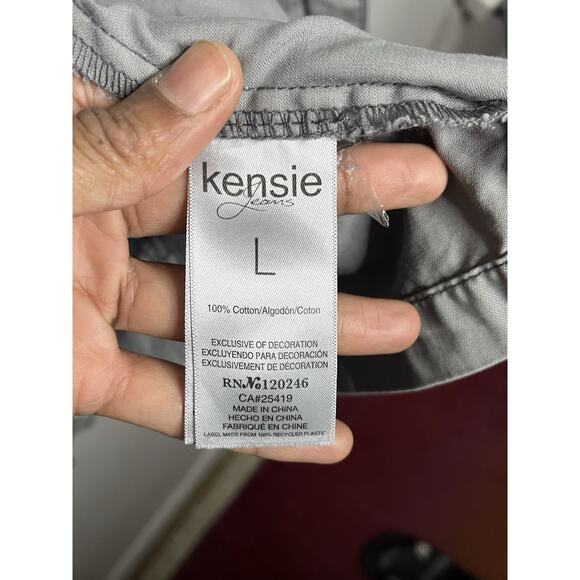 kensie
Jeans
L
100% Cotton/Algodón/Coton
EXCLUSIVE OF DECORATION
EXCLUYENDO PARA DECORACIÓN
EXCLUSIVEMENT DE DÉCORATION
RN№120246
CA#25419
MADE IN CHINA
HECHO EN CHINA
FABRIQUÉ EN CHINE
LABEL MADE FROM 100% RECYCLED PLASTIC